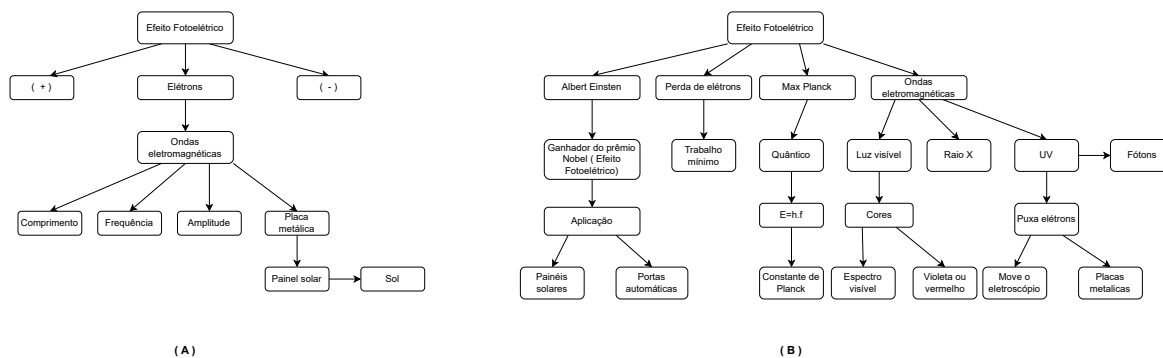 Efeito Fotoelétrico
( + )
Elétrons
( - )
Ondas
eletromagnéticas
Comprimento
Frequência
Amplitude
Placa
metálica
Painel solar
Sol
( A )
Efeito Fotoelétrico
Albert Einsten
Perda de elétrons
Max Planck
Ondas
eletromagnéticas
Ganhador do prêmio
Nobel ( Efeito
Fotoelétrico)
Trabalho
mínimo
Quântico
Luz visível
Raio X
UV
Fótons
Aplicação
E=h.f
Cores
Puxa elétrons
Painéis
solares
Portas
automáticas
Constante de
Planck
Espectro
visível
Violeta ou
vermelho
Move o
eletroscópio
Placas
metalicas
( B )